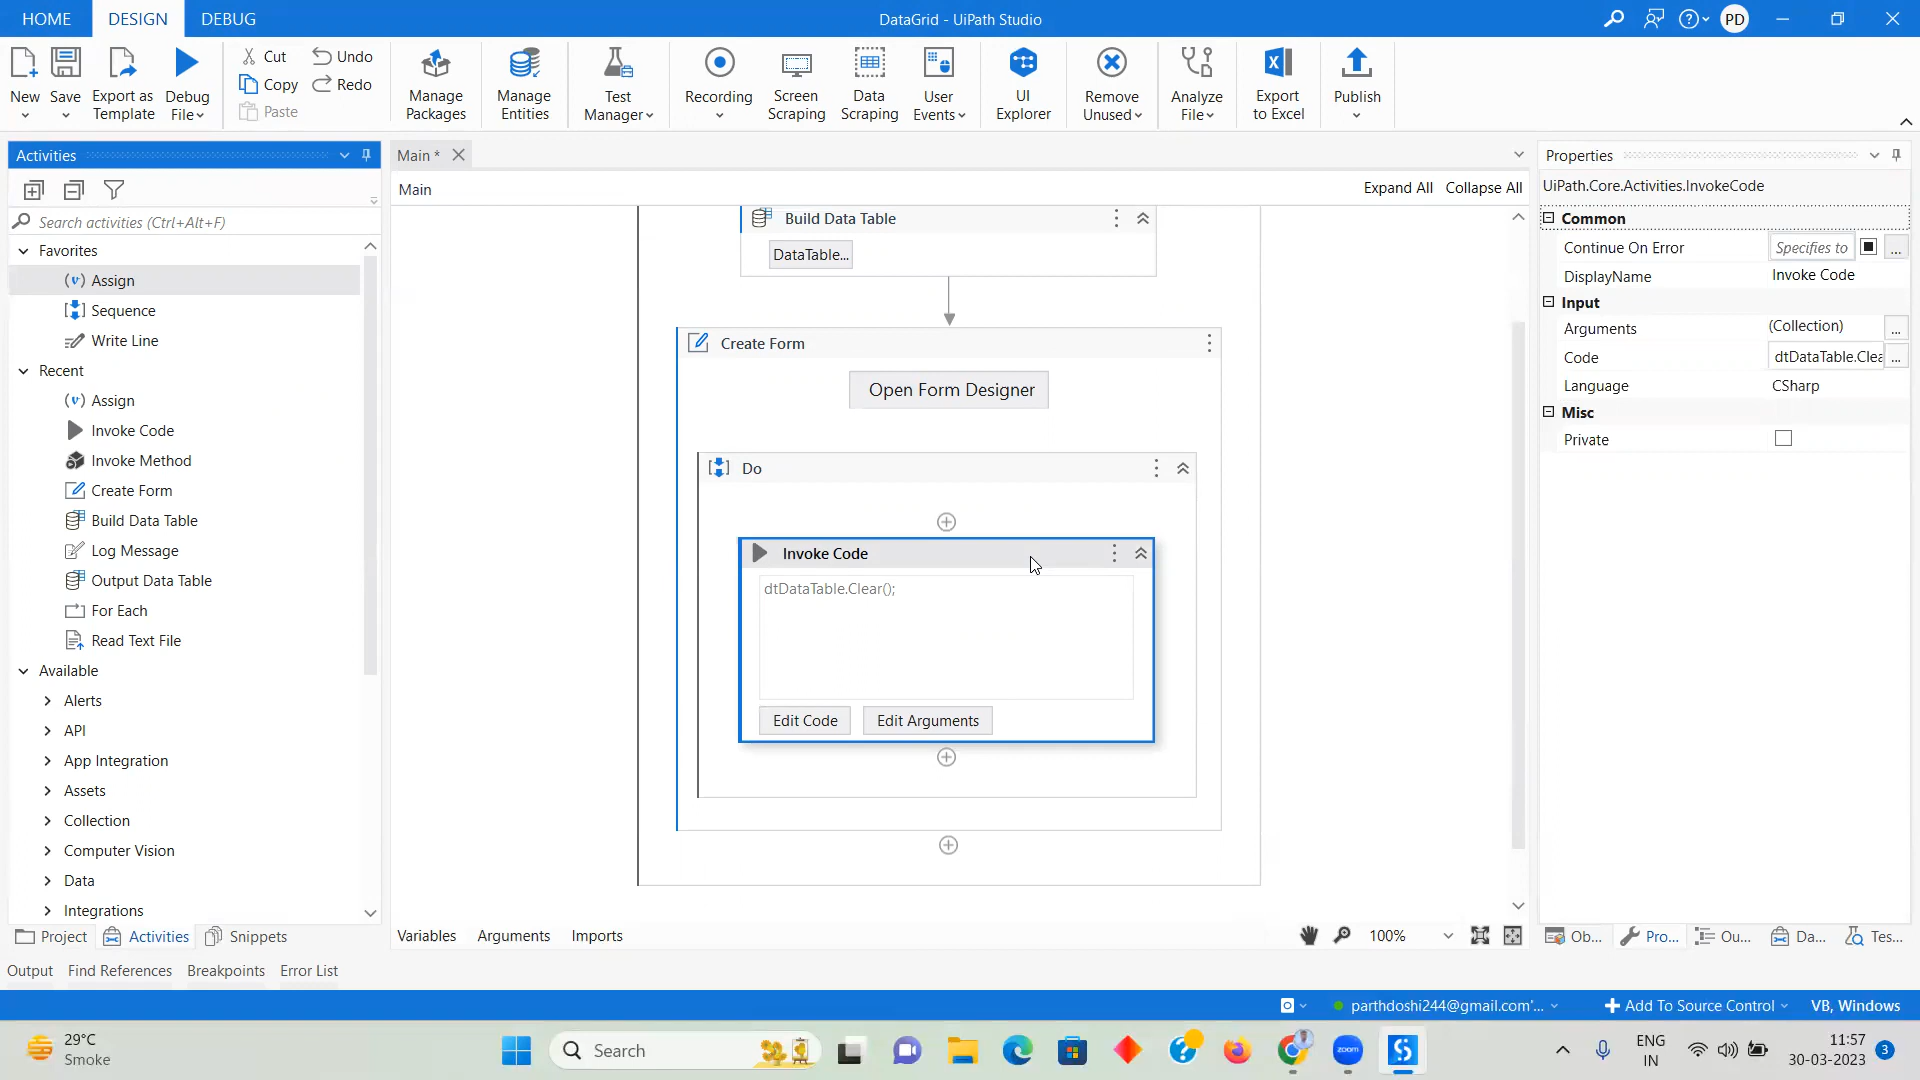 HOME DESIGN DEBUG
DataGrid - UiPath Studio
PD
New
Save
Export as Template
Debug File
Cut
Copy
Paste
Undo
Redo
Manage Packages
Manage Entities
Test Manager
Recording
Screen Scraping
Data Scraping
User Events
UI Explorer
Remove Unused
Analyze File
Export to Excel
Publish
Activities
Search activities (Ctrl+Alt+F)
Favorites
(v) Assign
Sequence
Write Line
Recent
(v) Assign
Invoke Code
Invoke Method
Create Form
Build Data Table
Log Message
Output Data Table
For Each
Read Text File
Available
Alerts
API
App Integration
Assets
Collection
Computer Vision
Data
Integrations
Project Activities Snippets
Main *
Main
Expand All Collapse All
Build Data Table
DataTable...
Create Form
Open Form Designer
Do
Invoke Code
dtDataTable.Clear();
Edit Code Edit Arguments
Variables Arguments Imports
100%
Properties
UiPath.Core.Activities.InvokeCode
Common
Continue On Error Specifies to ...
DisplayName Invoke Code
Input
Arguments (Collection) ...
Code dtDataTable.Clea ...
Language CSharp
Misc
Private
Ob... Pro... Ou... Da... Tes...
Output Find References Breakpoints Error List
parthdoshi244@gmail.com'... Add To Source Control VB, Windows
29°C
Smoke
Search
zoom
ENG
IN
11:57
30-03-2023
3